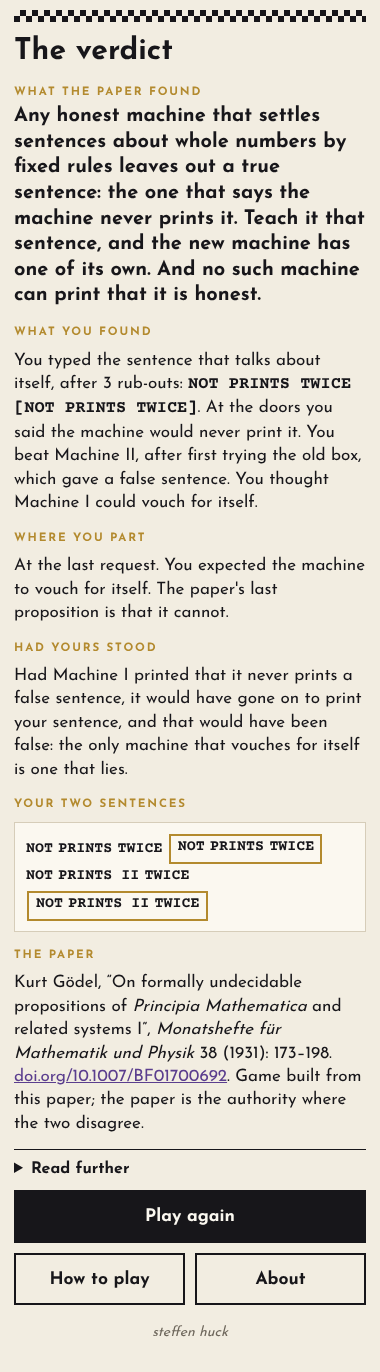 The verdict
WHAT THE PAPER FOUND
Any honest machine that settles
sentences about whole numbers by
fixed rules leaves out a true
sentence: the one that says the
machine never prints it. Teach it that
sentence, and the new machine has
one of its own. And no such machine
can print that it is honest.
WHAT YOU FOUND
You typed the sentence that talks about
itself, after 3 rub-outs: NOT PRINTS TWICE
[NOT PRINTS TWICE]. At the doors you
said the machine would never print it. You
beat Machine II, after first trying the old box,
which gave a false sentence. You thought
Machine I could vouch for itself.
WHERE YOU PART
At the last request. You expected the machine
to vouch for itself. The paper's last
proposition is that it cannot.
HAD YOURS STOOD
Had Machine I printed that it never prints a
false sentence, it would have gone on to print
your sentence, and that would have been
false: the only machine that vouches for itself
is one that lies.
YOUR TWO SENTENCES
NOT PRINTS TWICE NOT PRINTS TWICE
NOT PRINTS II TWICE
NOT PRINTS II TWICE
THE PAPER
Kurt Gödel, “On formally undecidable
propositions of Principia Mathematica and
related systems I”, Monatshefte für
Mathematik und Physik 38 (1931): 173–198.
doi.org/10.1007/BF01700692. Game built from
this paper; the paper is the authority where
the two disagree.
Read further
Play again
How to play About
steffen huck